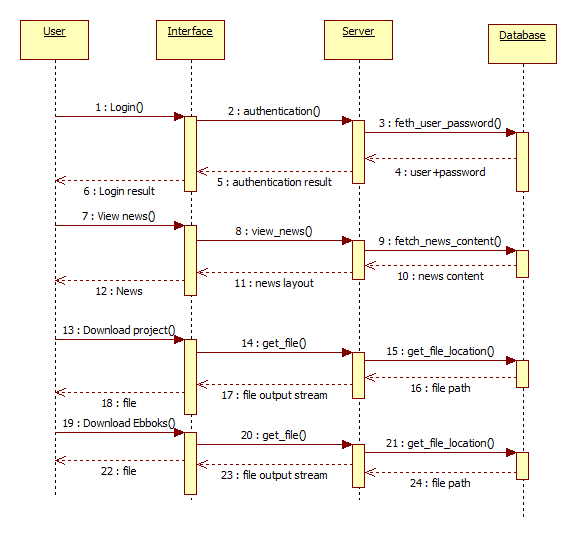 User
Interface
Server
Database
1 : Login()
2 : authentication()
3 : feth_user_password()
4 : user+password
5 : authentication result
6 : Login result
7 : View news()
8 : view_news()
9 : fetch_news_content()
10 : news content
11 : news layout
12 : News
13 : Download project()
14 : get_file()
15 : get_file_location()
16 : file path
17 : file output stream
18 : file
19 : Download Ebboks()
20 : get_file()
21 : get_file_location()
22 : file
23 : file output stream
24 : file path